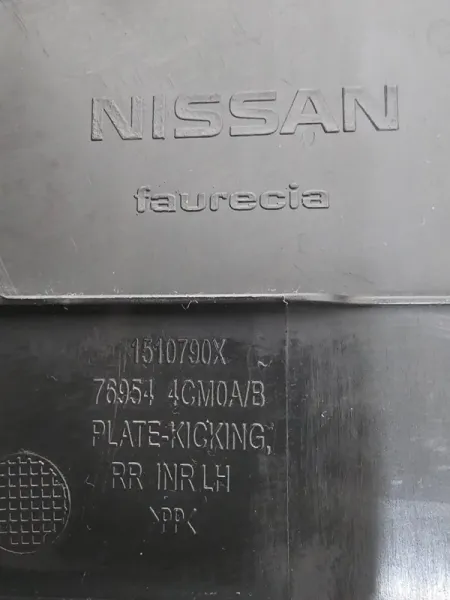 NISSAN
faurecia
1510790X
76954 4CM0A/B
PLATE-KICKING,
RR INR LH
>PP<